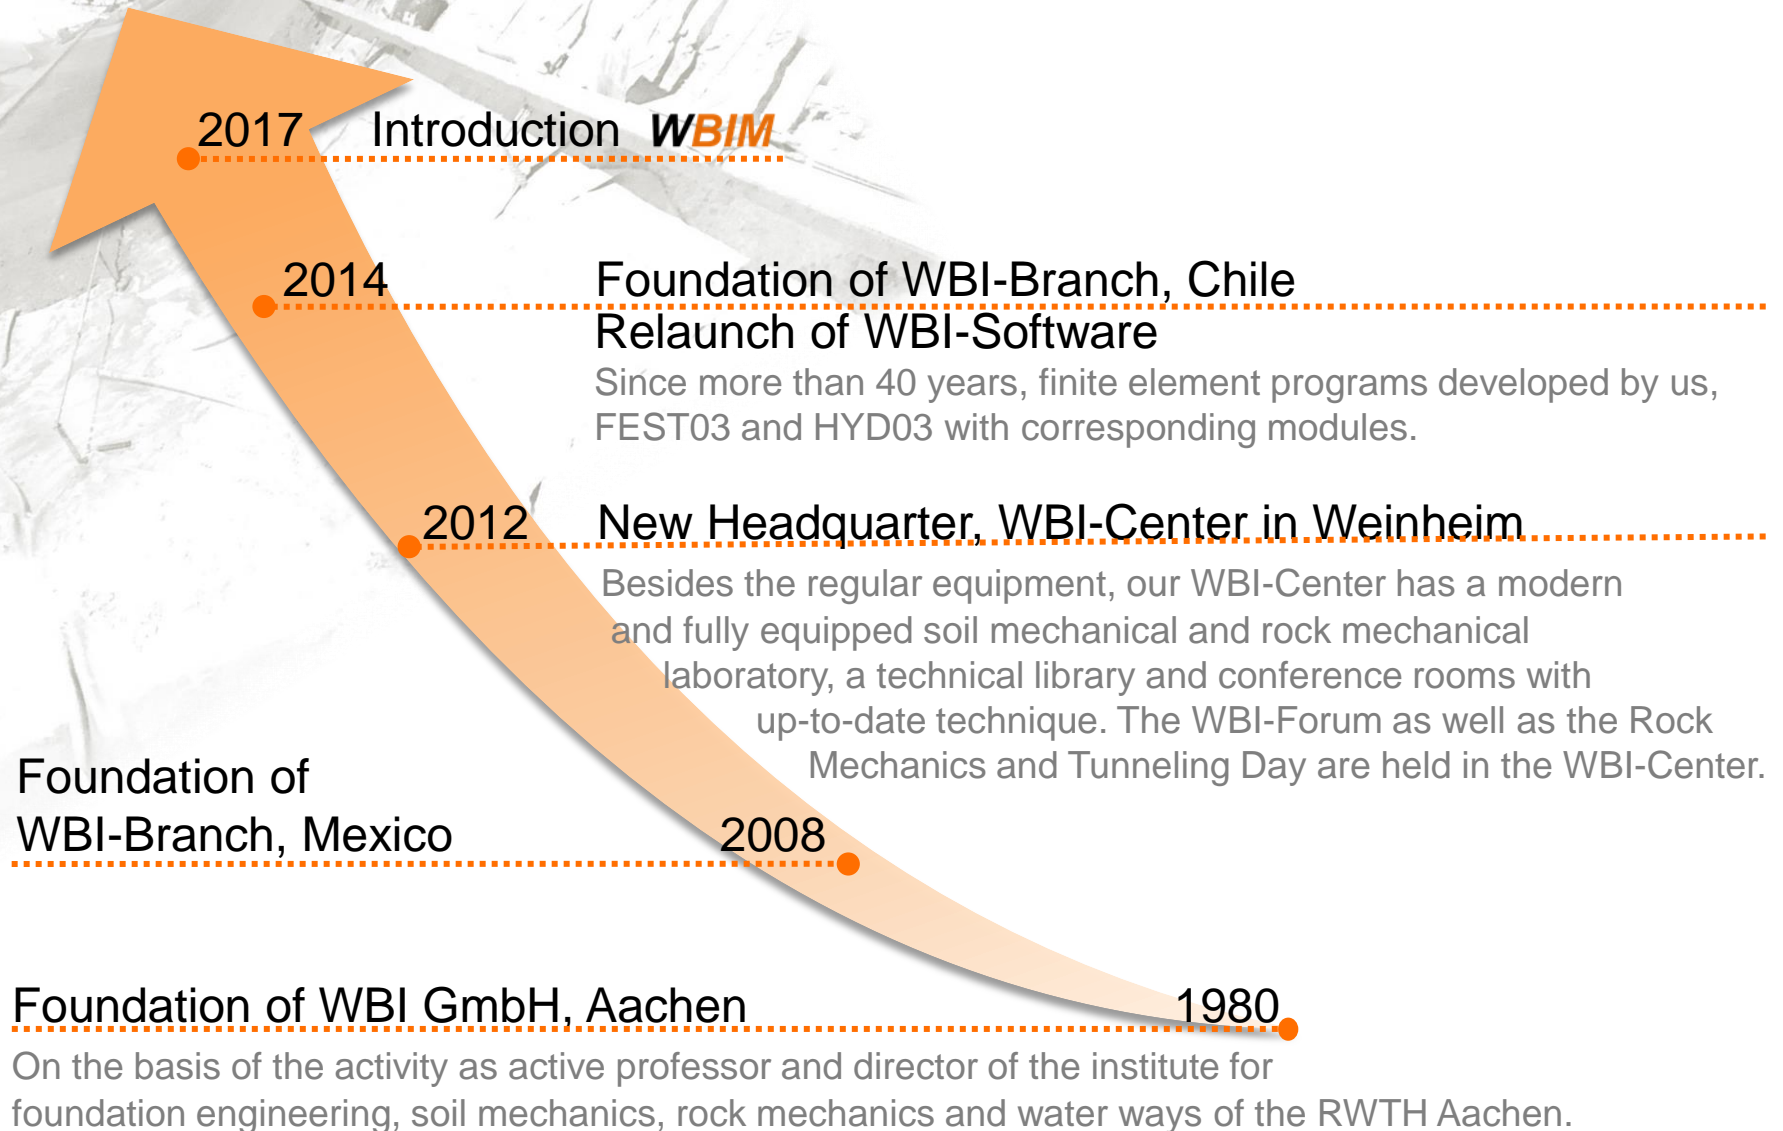 2017 Introduction WBIM
2014 Foundation of WBI-Branch, Chile
Relaunch of WBI-Software
Since more than 40 years, finite element programs developed by us,
FEST03 and HYD03 with corresponding modules.
2012 New Headquarter, WBI-Center in Weinheim
Besides the regular equipment, our WBI-Center has a modern
and fully equipped soil mechanical and rock mechanical
laboratory, a technical library and conference rooms with
up-to-date technique. The WBI-Forum as well as the Rock
Mechanics and Tunneling Day are held in the WBI-Center.
Foundation of
WBI-Branch, Mexico 2008
Foundation of WBI GmbH, Aachen 1980
On the basis of the activity as active professor and director of the institute for
foundation engineering, soil mechanics, rock mechanics and water ways of the RWTH Aachen.